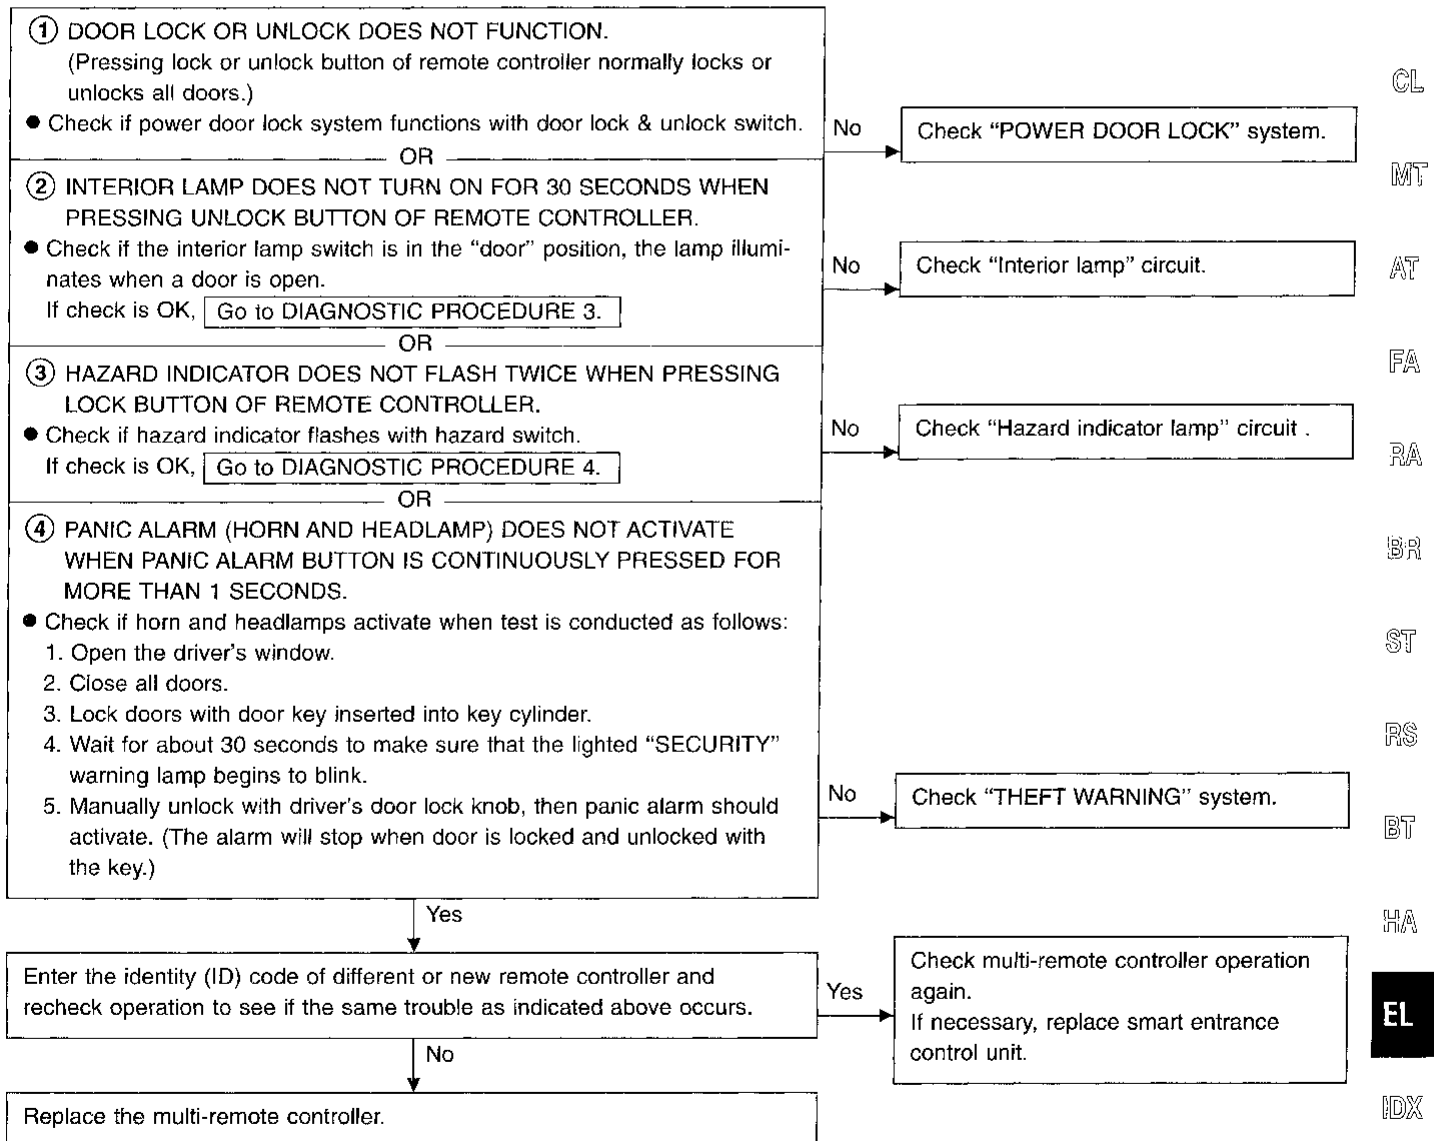 ① DOOR LOCK OR UNLOCK DOES NOT FUNCTION.
(Pressing lock or unlock button of remote controller normally locks or
unlocks all doors.)
● Check if power door lock system functions with door lock & unlock switch.
No
Check “POWER DOOR LOCK” system.
OR
② INTERIOR LAMP DOES NOT TURN ON FOR 30 SECONDS WHEN
PRESSING UNLOCK BUTTON OF REMOTE CONTROLLER.
● Check if the interior lamp switch is in the “door” position, the lamp illumi-
nates when a door is open.
If check is OK, Go to DIAGNOSTIC PROCEDURE 3.
No
Check “Interior lamp” circuit.
OR
③ HAZARD INDICATOR DOES NOT FLASH TWICE WHEN PRESSING
LOCK BUTTON OF REMOTE CONTROLLER.
● Check if hazard indicator flashes with hazard switch.
If check is OK, Go to DIAGNOSTIC PROCEDURE 4.
No
Check “Hazard indicator lamp” circuit .
OR
④ PANIC ALARM (HORN AND HEADLAMP) DOES NOT ACTIVATE
WHEN PANIC ALARM BUTTON IS CONTINUOUSLY PRESSED FOR
MORE THAN 1 SECONDS.
● Check if horn and headlamps activate when test is conducted as follows:
1. Open the driver’s window.
2. Close all doors.
3. Lock doors with door key inserted into key cylinder.
4. Wait for about 30 seconds to make sure that the lighted “SECURITY”
warning lamp begins to blink.
5. Manually unlock with driver’s door lock knob, then panic alarm should
activate. (The alarm will stop when door is locked and unlocked with
the key.)
No
Check “THEFT WARNING” system.
Yes
Enter the identity (ID) code of different or new remote controller and
recheck operation to see if the same trouble as indicated above occurs.
Yes
Check multi-remote controller operation
again.
If necessary, replace smart entrance
control unit.
No
Replace the multi-remote controller.
CL
MT
AT
FA
RA
BR
ST
RS
BT
HA
EL
IDX